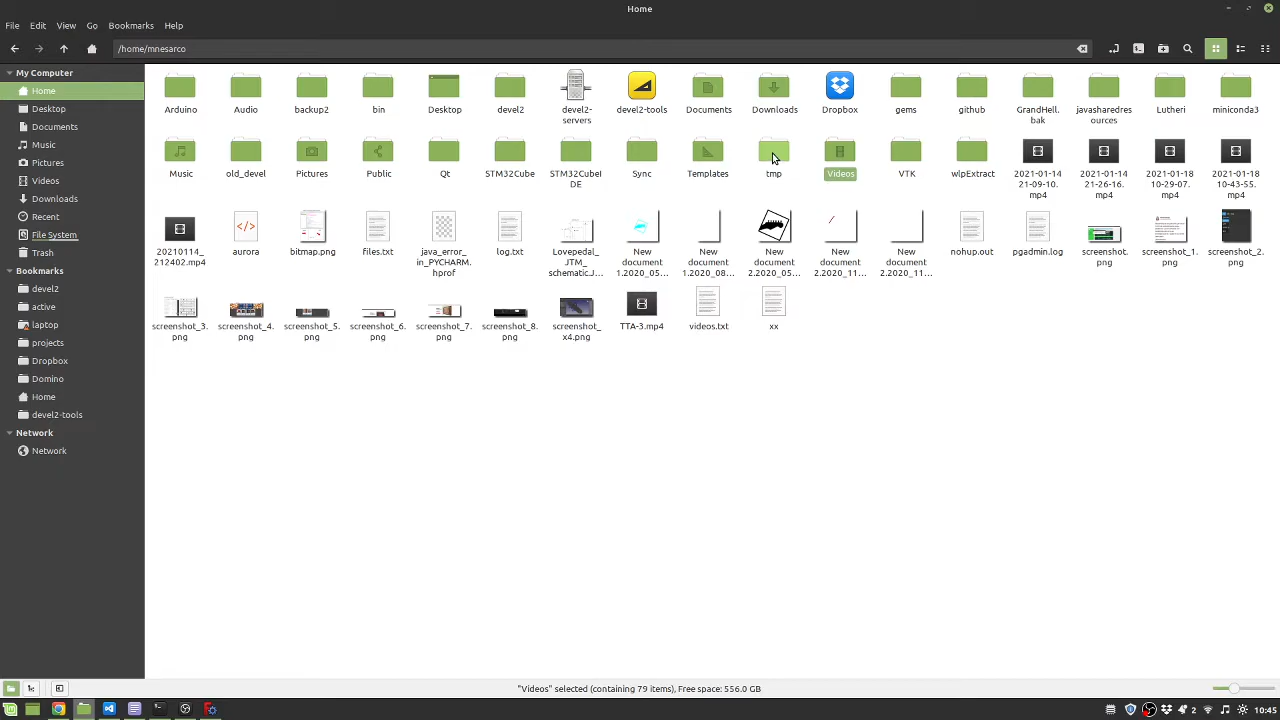 Home
File Edit View Go Bookmarks Help
/home/mnesarco
My Computer
Home
Desktop
Documents
Music
Pictures
Videos
Downloads
Recent
File System
Trash
Bookmarks
devel2
active
laptop
projects
Dropbox
Domino
Home
devel2-tools
Network
Network
Arduino
Audio
backup2
bin
Desktop
devel2
devel2-
servers
devel2-tools
Documents
Downloads
Dropbox
gems
github
GrandHell.
bak
javasharedres
ources
Lutheri
miniconda3
Music
old_devel
Pictures
Public
Qt
STM32Cube
STM32CubeI
DE
Sync
Templates
tmp
Videos
VTK
wlpExtract
2021-01-14
21-09-10.
mp4
2021-01-14
21-26-16.
mp4
2021-01-18
10-29-07.
mp4
2021-01-18
10-43-55.
mp4
20210114_
212402.mp4
aurora
bitmap.png
files.txt
java_error_
in_PYCHARM.
hprof
log.txt
Lovepedal_
JTM_
schematic.J...
New
document
1.2020_05...
New
document
1.2020_08...
New
document
2.2020_05...
New
document
2.2020_11...
New
document
2.2020_11...
nohup.out
pgadmin.log
screenshot.
png
screenshot_1.
png
screenshot_2.
png
screenshot_3.
png
screenshot_4.
png
screenshot_5.
png
screenshot_6.
png
screenshot_7.
png
screenshot_8.
png
screenshot_
x4.png
TTA-3.mp4
videos.txt
xx
"Videos" selected (containing 79 items), Free space: 556.0 GB
2
10:45